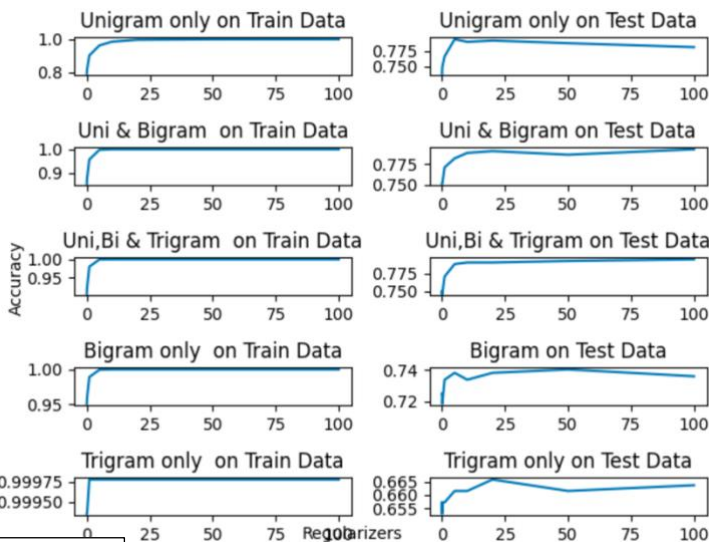 Unigram only on Train Data
Unigram only on Test Data
1.0
0.8
0.775
0.750
0 25 50 75 100
0 25 50 75 100
Uni & Bigram on Train Data
Uni & Bigram on Test Data
1.0
0.9
0.775
0.750
0 25 50 75 100
0 25 50 75 100
Uni,Bi & Trigram on Train Data
Uni,Bi & Trigram on Test Data
Accuracy
1.00
0.95
0.775
0.750
0 25 50 75 100
0 25 50 75 100
Bigram only on Train Data
Bigram on Test Data
1.00
0.95
0.74
0.72
0 25 50 75 100
0 25 50 75 100
Trigram only on Train Data
Trigram only on Test Data
0.99975
0.99950
0.665
0.660
0.655
0 25 50 75 100
0 25 50 75 100
Regularizers